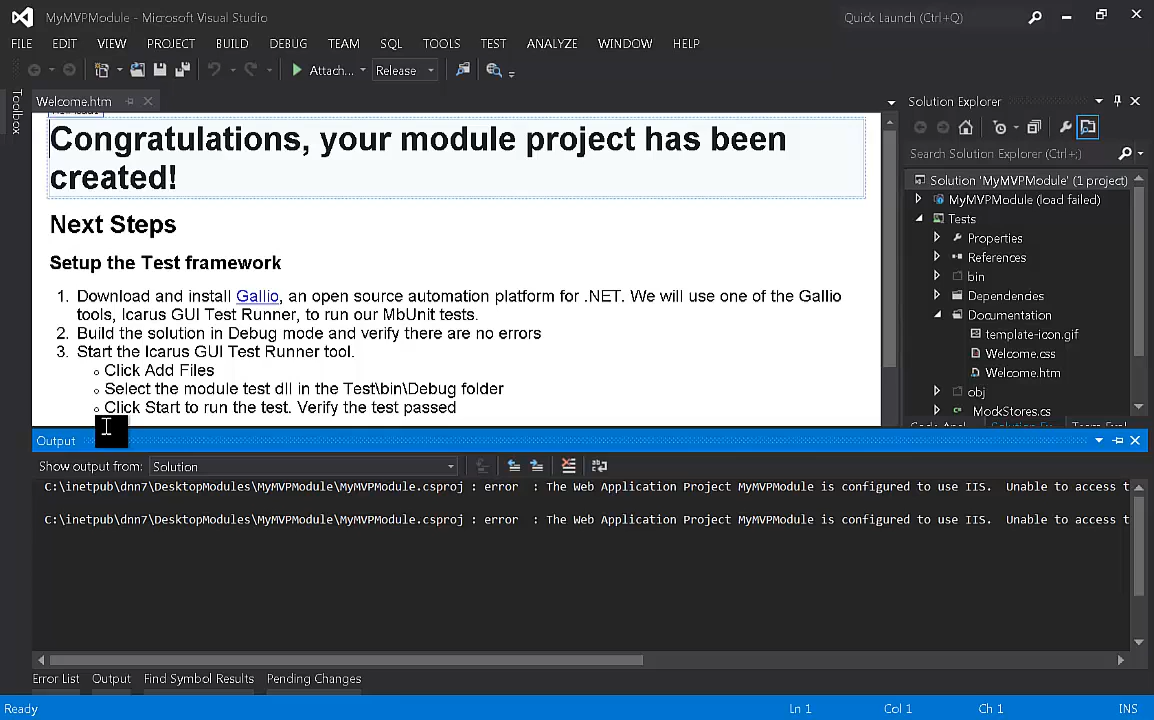 MyMVPModule - Microsoft Visual Studio
Quick Launch (Ctrl+Q)
FILE EDIT VIEW PROJECT BUILD DEBUG TEAM SQL TOOLS TEST ANALYZE WINDOW HELP
Attach... Release
Toolbox
Welcome.htm
Congratulations, your module project has been
created!
Next Steps
Setup the Test framework
1. Download and install Gallio, an open source automation platform for .NET. We will use one of the Gallio
tools, Icarus GUI Test Runner, to run our MbUnit tests.
2. Build the solution in Debug mode and verify there are no errors
3. Start the Icarus GUI Test Runner tool.
Click Add Files
Select the module test dll in the Test\bin\Debug folder
Click Start to run the test. Verify the test passed
Solution Explorer
Search Solution Explorer (Ctrl+;)
Solution 'MyMVPModule' (1 project)
MyMVPModule (load failed)
Tests
Properties
References
bin
Dependencies
Documentation
template-icon.gif
Welcome.css
Welcome.htm
obj
MockStores.cs
Output
Show output from: Solution
C:\inetpub\dnn7\DesktopModules\MyMVPModule\MyMVPModule.csproj : error  : The Web Application Project MyMVPModule is configured to use IIS.  Unable to access t
C:\inetpub\dnn7\DesktopModules\MyMVPModule\MyMVPModule.csproj : error  : The Web Application Project MyMVPModule is configured to use IIS.  Unable to access t
Error List Output Find Symbol Results Pending Changes
Ready Ln 1 Col 1 Ch 1 INS